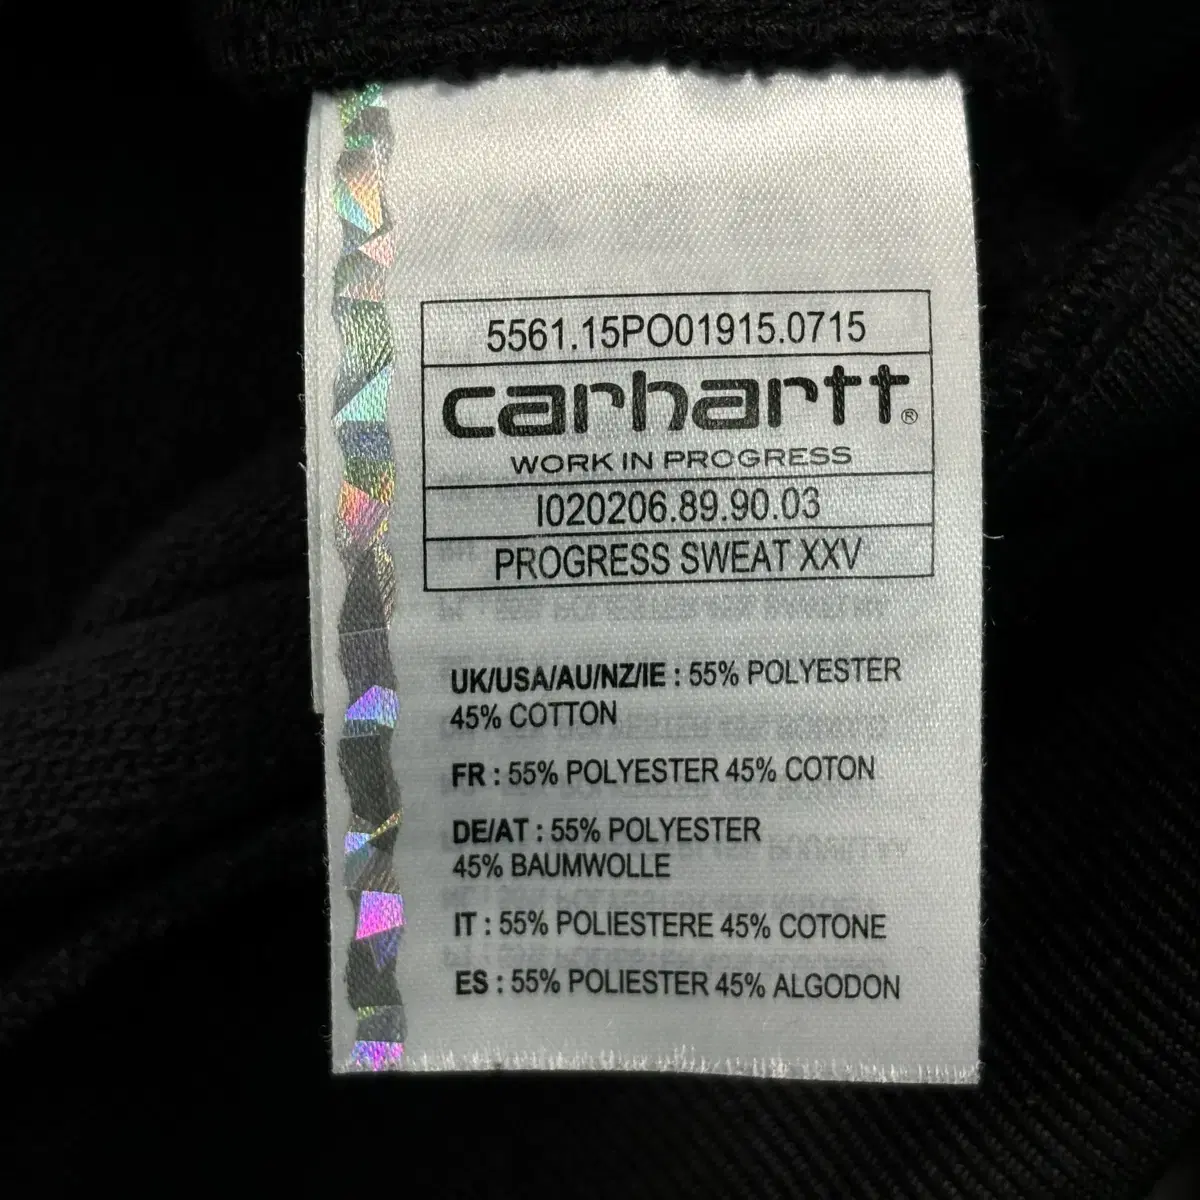 5561.15PO01915.0715
carhartt®
WORK IN PROGRESS
I020206.89.90.03
PROGRESS SWEAT XXV
UK/USA/AU/NZ/IE : 55% POLYESTER
45% COTTON
FR : 55% POLYESTER 45% COTON
DE/AT : 55% POLYESTER
45% BAUMWOLLE
IT : 55% POLIESTERE 45% COTONE
ES : 55% POLIESTER 45% ALGODON